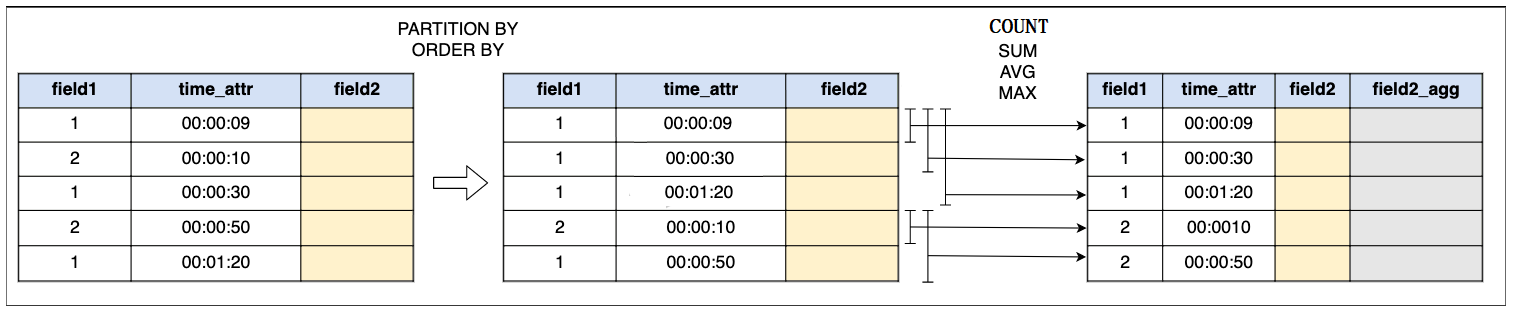 PARTITION BY
ORDER BY
COUNT
SUM
AVG
MAX
field1 time_attr field2
1 00:00:09
2 00:00:10
1 00:00:30
2 00:00:50
1 00:01:20
field1 time_attr field2
1 00:00:09
1 00:00:30
1 00:01:20
2 00:00:10
1 00:00:50
field1 time_attr field2 field2_agg
1 00:00:09
1 00:00:30
1 00:01:20
2 00:0010
2 00:00:50